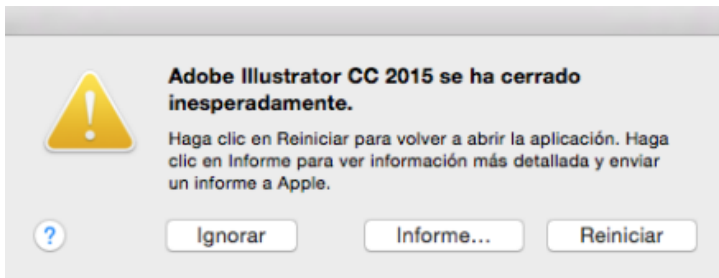 Adobe Illustrator CC 2015 se ha cerrado
inesperadamente.
Haga clic en Reiniciar para volver a abrir la aplicación. Haga
clic en Informe para ver información más detallada y enviar
un informe a Apple.
? Ignorar Informe... Reiniciar